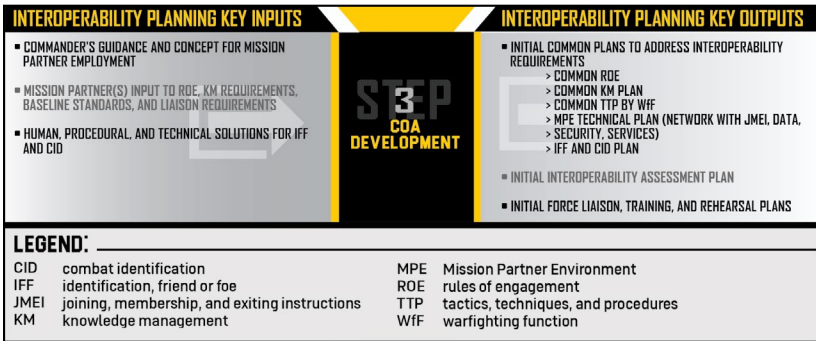 INTEROPERABILITY PLANNING KEY INPUTS
▪ COMMANDER'S GUIDANCE AND CONCEPT FOR MISSION
PARTNER EMPLOYMENT
▪ MISSION PARTNER(S) INPUT TO ROE, KM REQUIREMENTS,
BASELINE STANDARDS, AND LIAISON REQUIREMENTS
▪ HUMAN, PROCEDURAL, AND TECHNICAL SOLUTIONS FOR IFF
AND CID
STEP
3
COA
DEVELOPMENT
INTEROPERABILITY PLANNING KEY OUTPUTS
▪ INITIAL COMMON PLANS TO ADDRESS INTEROPERABILITY
REQUIREMENTS
> COMMON ROE
> COMMON KM PLAN
> COMMON TTP BY WfF
> MPE TECHNICAL PLAN (NETWORK WITH JMEI, DATA,
> SECURITY, SERVICES)
> IFF AND CID PLAN
▪ INITIAL INTEROPERABILITY ASSESSMENT PLAN
▪ INITIAL FORCE LIAISON, TRAINING, AND REHEARSAL PLANS
LEGEND:
CID combat identification
IFF identification, friend or foe
JMEI joining, membership, and exiting instructions
KM knowledge management
MPE Mission Partner Environment
ROE rules of engagement
TTP tactics, techniques, and procedures
WfF warfighting function